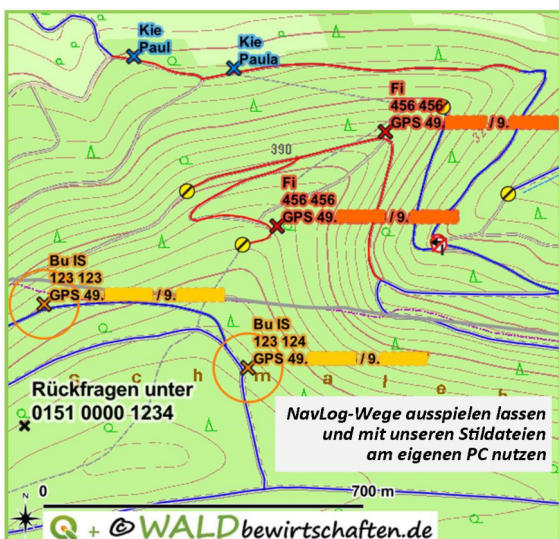 Kie
Paul
Kie
Paula
Fi
456 456
GPS 49. / 9.
390
Fi
456 456
GPS 49. / 9.
Bu IS
123 123
GPS 49. / 9.
Bu IS
123 124
GPS 49. / 9.
s c h m a l e
Rückfragen unter
0151 0000 1234
NavLog-Wege ausspielen lassen
und mit unseren Stildateien
am eigenen PC nutzen
N
0 700 m
Q + © WALDbewirtschaften.de